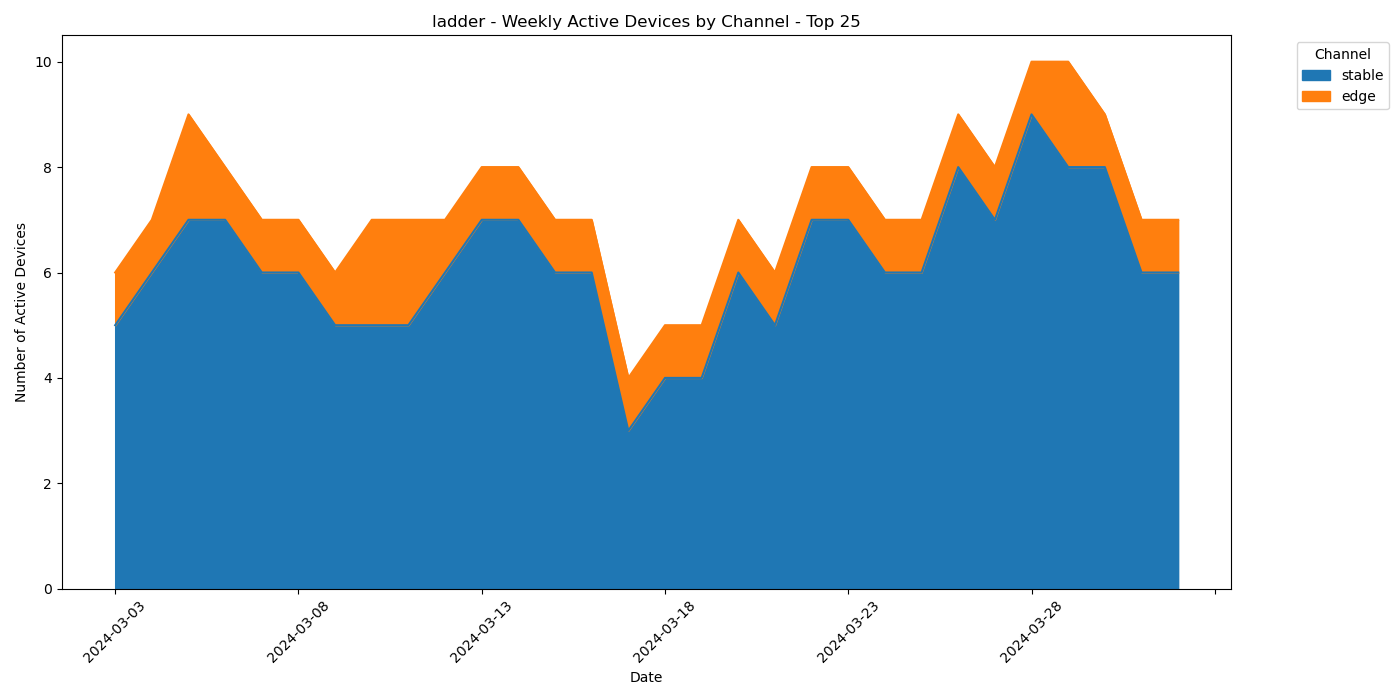 ladder - Weekly Active Devices by Channel - Top 25
Number of Active Devices
10
8
6
4
2
0
2024-03-03
2024-03-08
2024-03-13
2024-03-18
2024-03-23
2024-03-28
Date
Channel
stable
edge